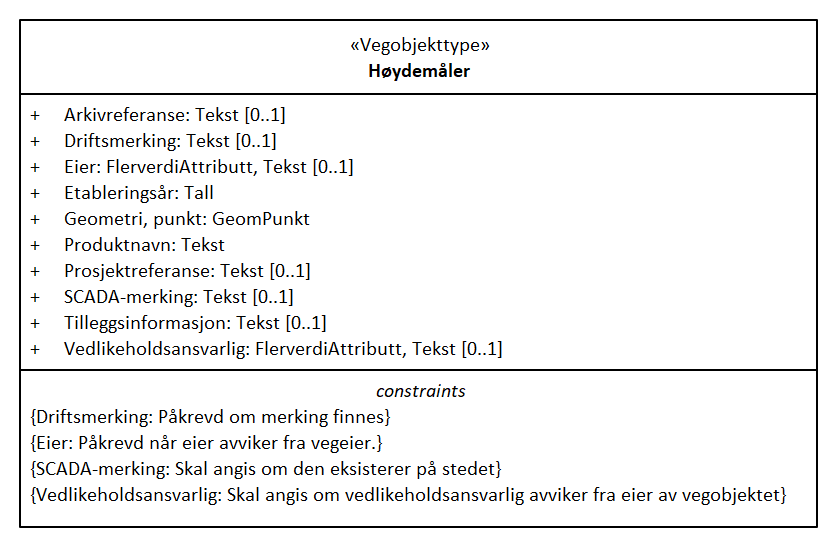 «Vegobjekttype»
Høydemåler
+ Arkivreferanse: Tekst [0..1]
+ Driftsmerking: Tekst [0..1]
+ Eier: FlerverdiAttributt, Tekst [0..1]
+ Etableringsår: Tall
+ Geometri, punkt: GeomPunkt
+ Produktnavn: Tekst
+ Prosjektreferanse: Tekst [0..1]
+ SCADA-merking: Tekst [0..1]
+ Tilleggsinformasjon: Tekst [0..1]
+ Vedlikeholdsansvarlig: FlerverdiAttributt, Tekst [0..1]
constraints
{Driftsmerking: Påkrevd om merking finnes}
{Eier: Påkrevd når eier avviker fra vegeier.}
{SCADA-merking: Skal angis om den eksisterer på stedet}
{Vedlikeholdsansvarlig: Skal angis om vedlikeholdsansvarlig avviker fra eier av vegobjektet}